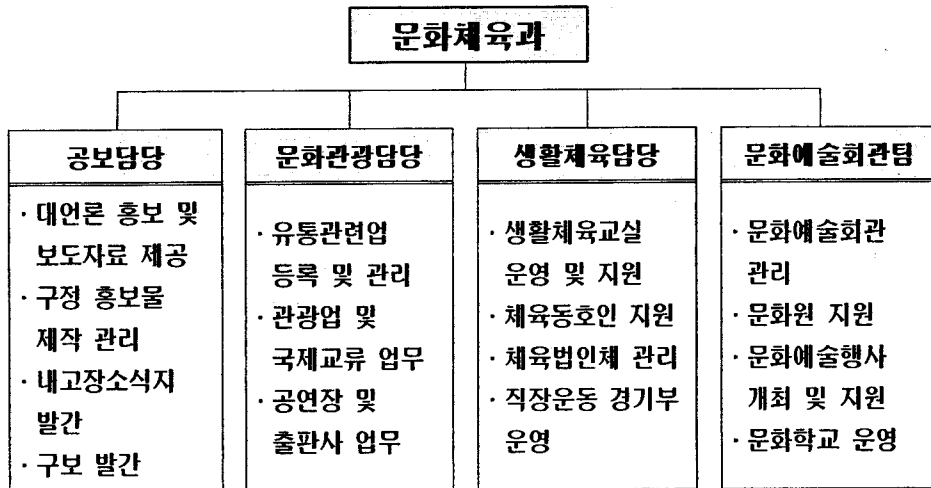 문화체육과
공보담당
· 대언론 홍보 및
보도자료 제공
· 구정 홍보물
제작 관리
· 내고장소식지
발간
· 구보 발간
문화관광담당
· 유통관련업
등록 및 관리
· 관광업 및
국제교류 업무
· 공연장 및
출판사 업무
생활체육담당
· 생활체육교실
운영 및 지원
· 체육동호인 지원
· 체육법인체 관리
· 직장운동 경기부
운영
문화예술회관팀
· 문화예술회관
관리
· 문화원 지원
· 문화예술행사
개최 및 지원
· 문화학교 운영